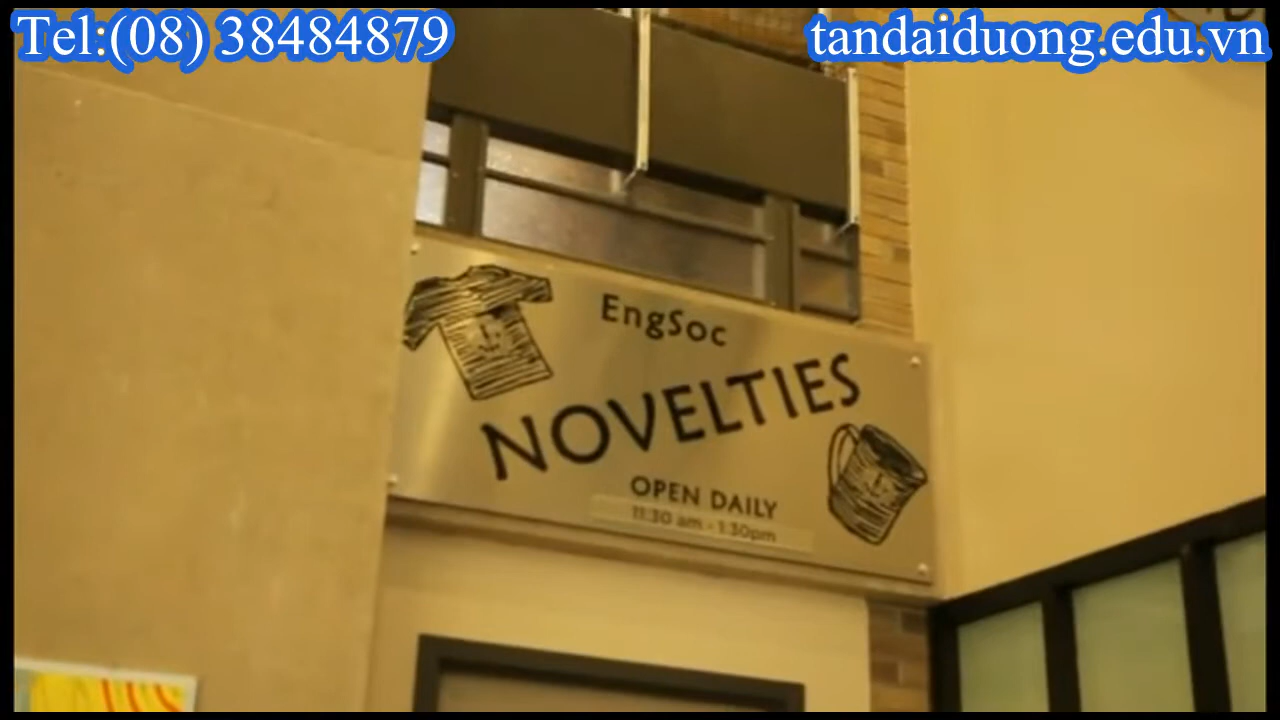 Tel:(08) 38484879
tandaiduong.edu.vn
EngSoc
NOVELTIES
OPEN DAILY
11:30 am - 1:30pm